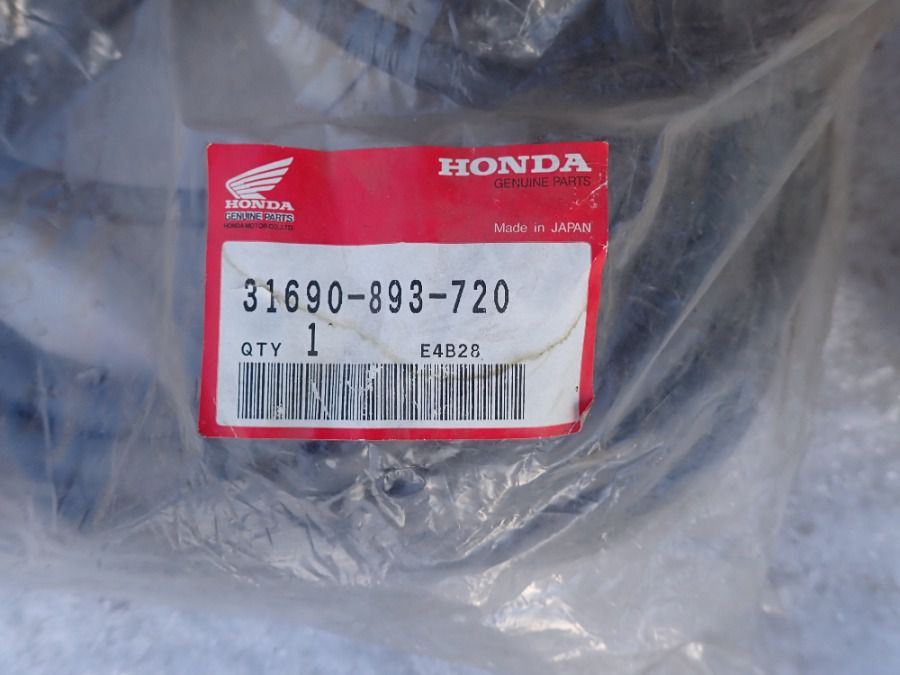 HONDA
GENUINE PARTS
HONDA MOTOR CO.,LTD.
HONDA
GENUINE PARTS
Made in JAPAN
31690-893-720
QTY 1 E4B28